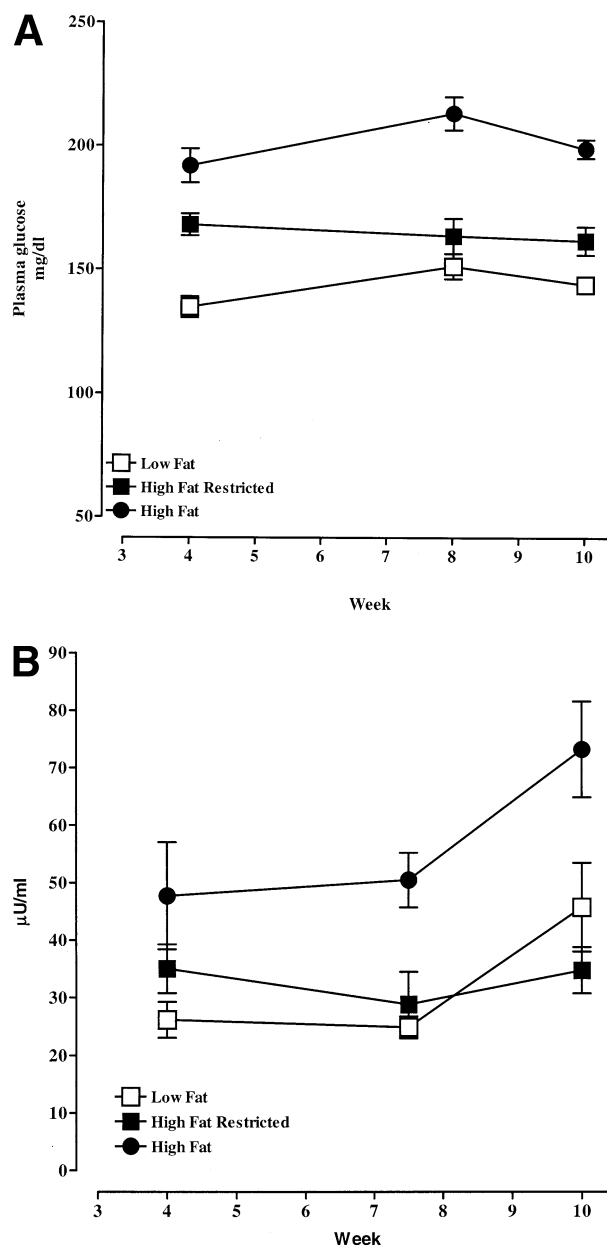 A
250
200
150
100
50
Plasma glucose
mg/dl
Low Fat
High Fat Restricted
High Fat
3 4 5 6 7 8 9 10
Week
B
90
80
70
60
50
40
30
20
10
0
μU/ml
Low Fat
High Fat Restricted
High Fat
3 4 5 6 7 8 9 10
Week